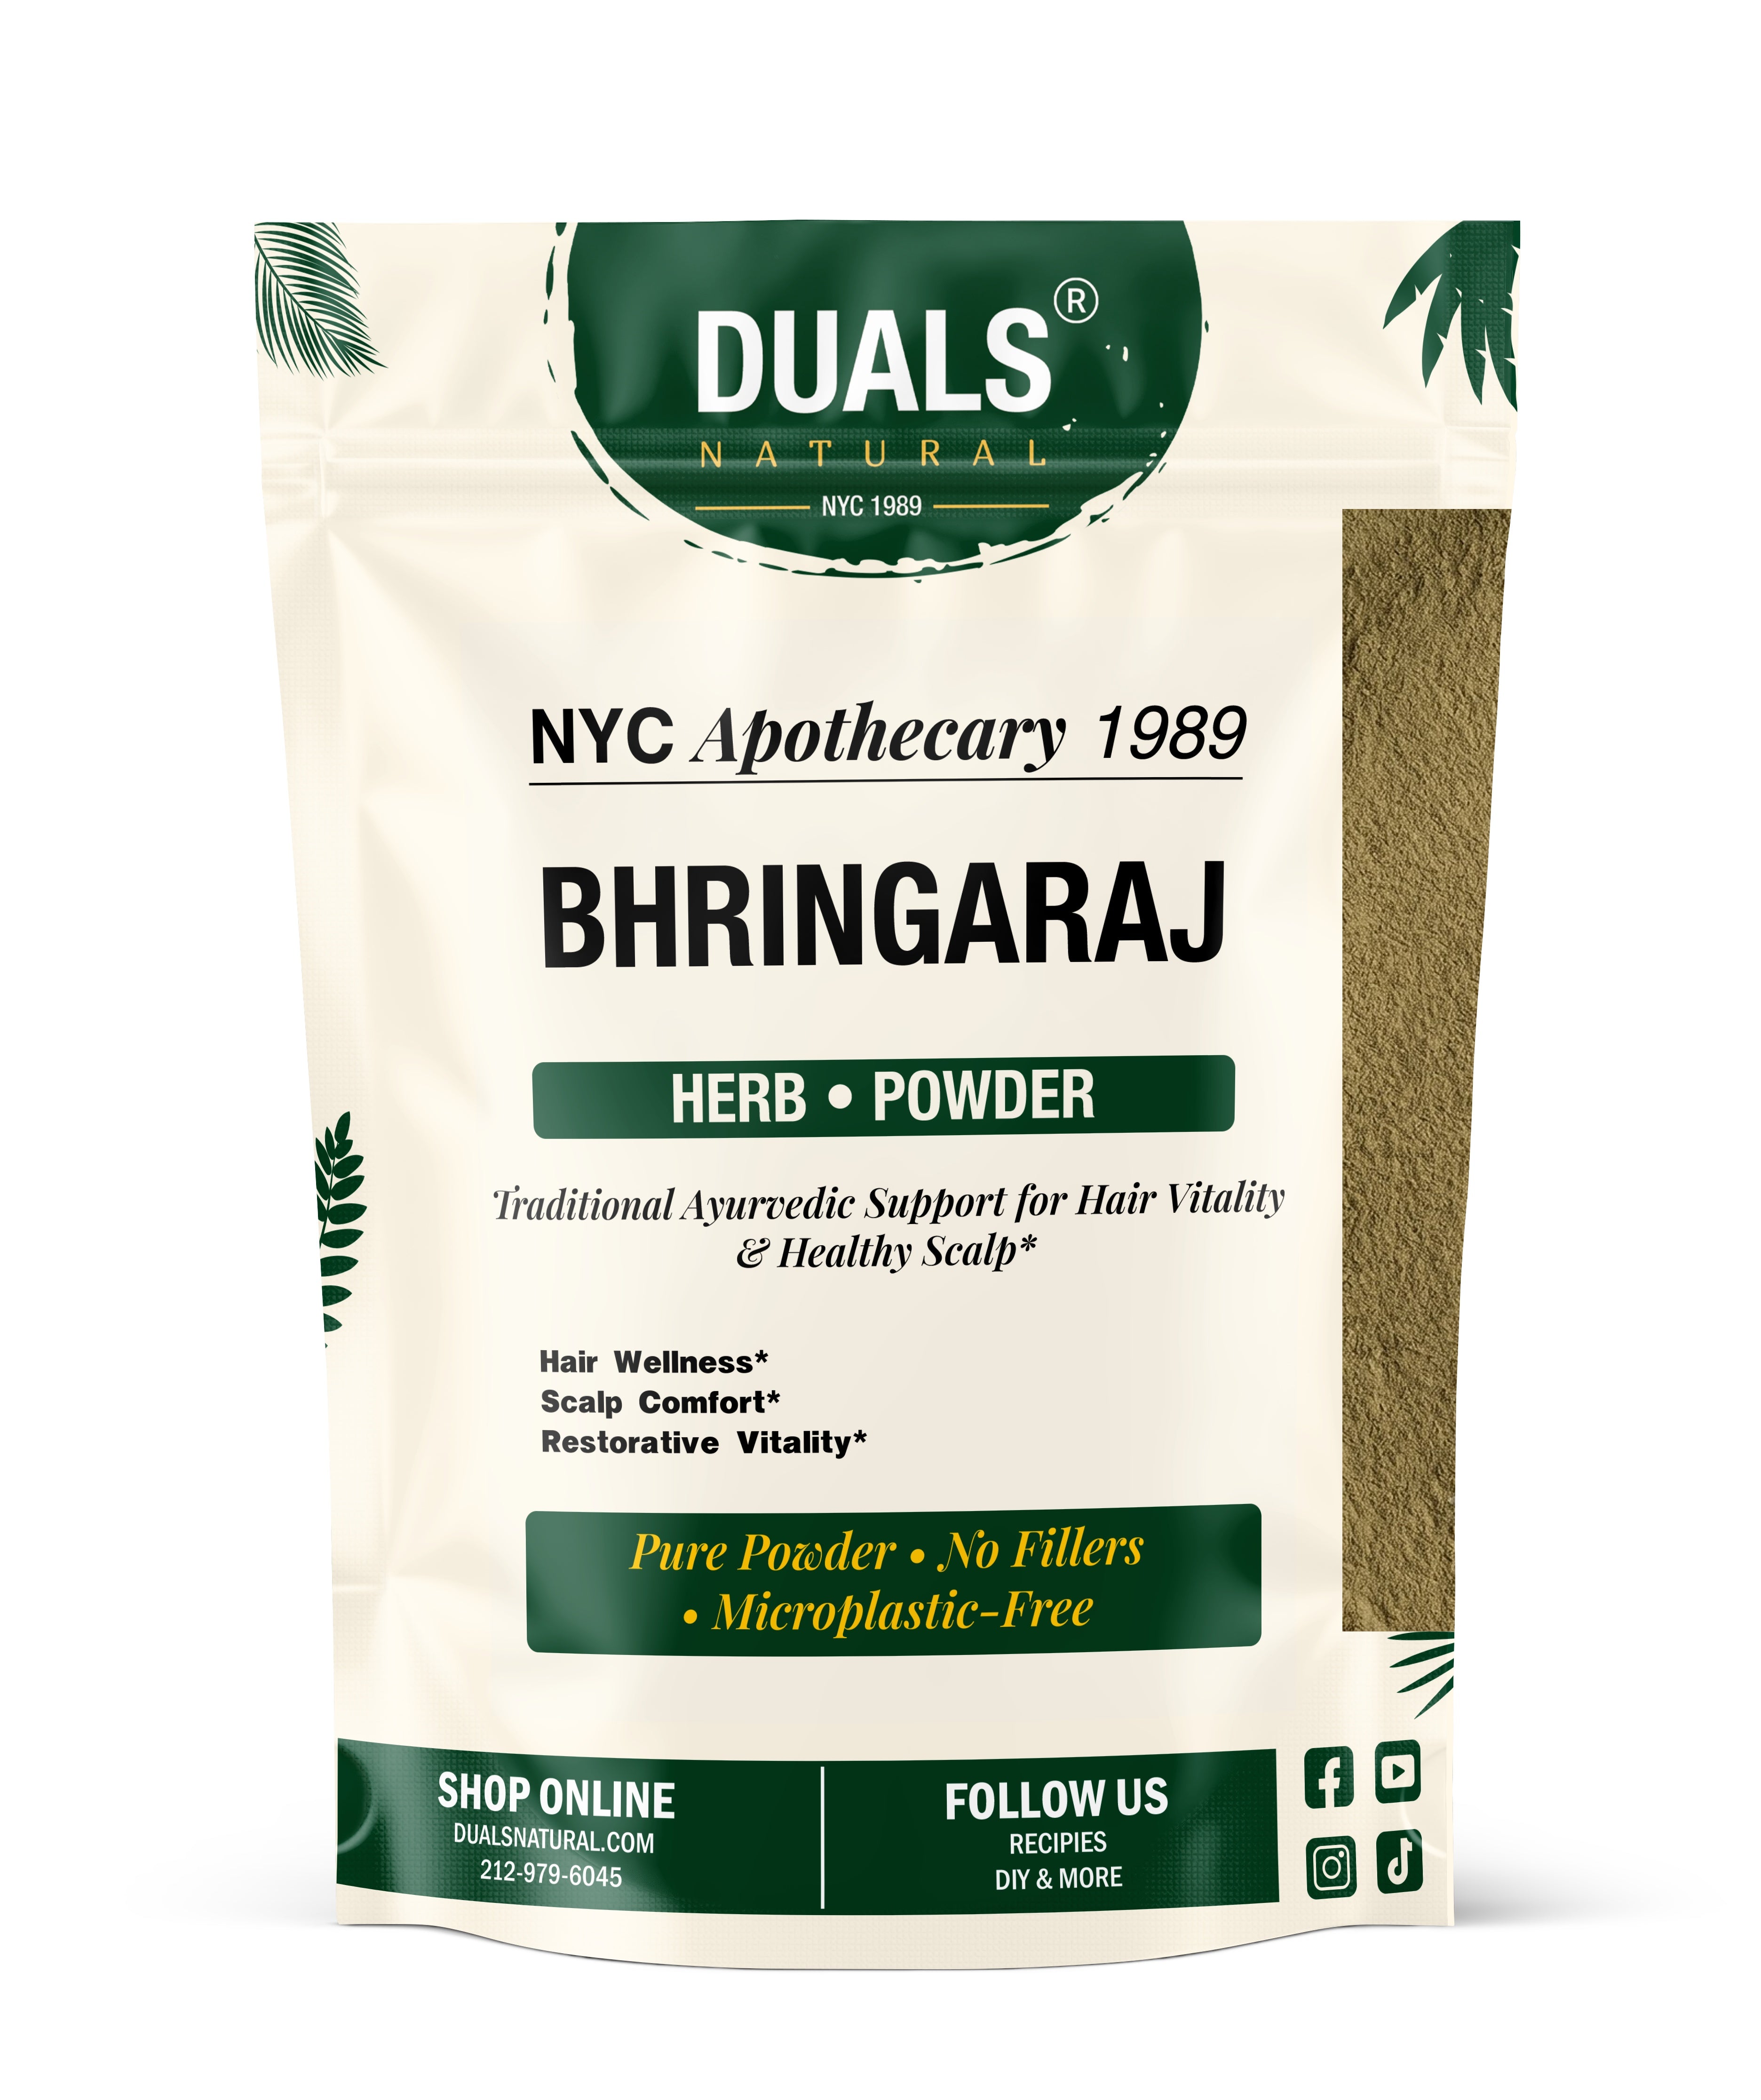 DUALS®
NATURAL
NYC 1989
NYC Apothecary 1989
BHRINGARAJ
HERB • POWDER
Traditional Ayurvedic Support for Hair Vitality
& Healthy Scalp*
Hair Wellness*
Scalp Comfort*
Restorative Vitality*
Pure Powder • No Fillers
• Microplastic-Free
SHOP ONLINE
DUALSNATURAL.COM
212-979-6045
FOLLOW US
RECIPIES
DIY & MORE